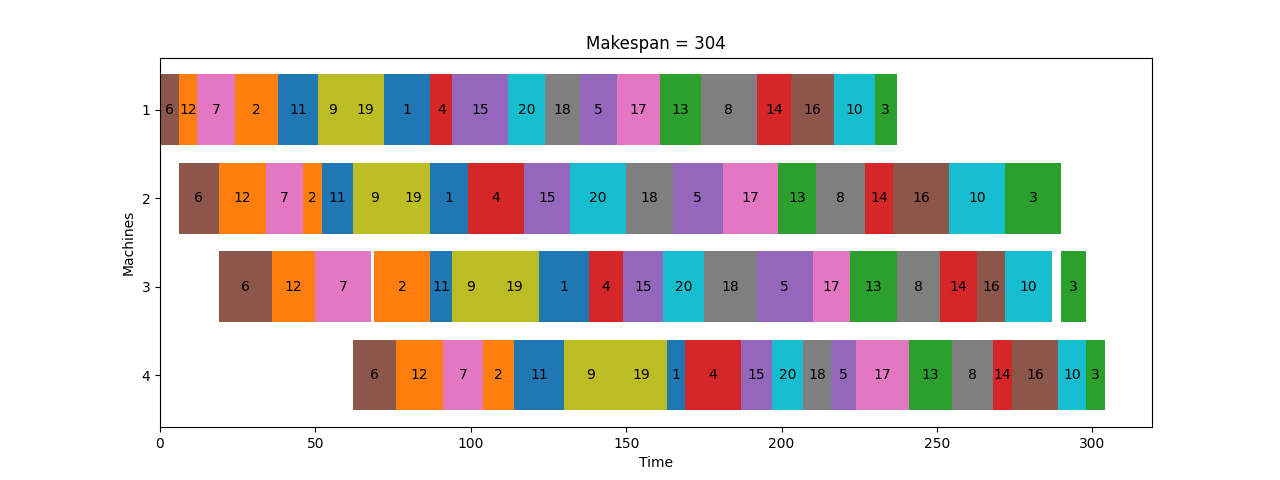 Makespan = 304
1 6 12 7 2 11 9 19 1 4 15 20 18 5 17 13 8 14 16 10 3
2 6 12 7 2 11 9 19 1 4 15 20 18 5 17 13 8 14 16 10 3
3 6 12 7 2 11 9 19 1 4 15 20 18 5 17 13 8 14 16 10 3
4 6 12 7 2 11 9 19 1 4 15 20 18 5 17 13 8 14 16 10 3
Machines
0 50 100 150 200 250 300
Time